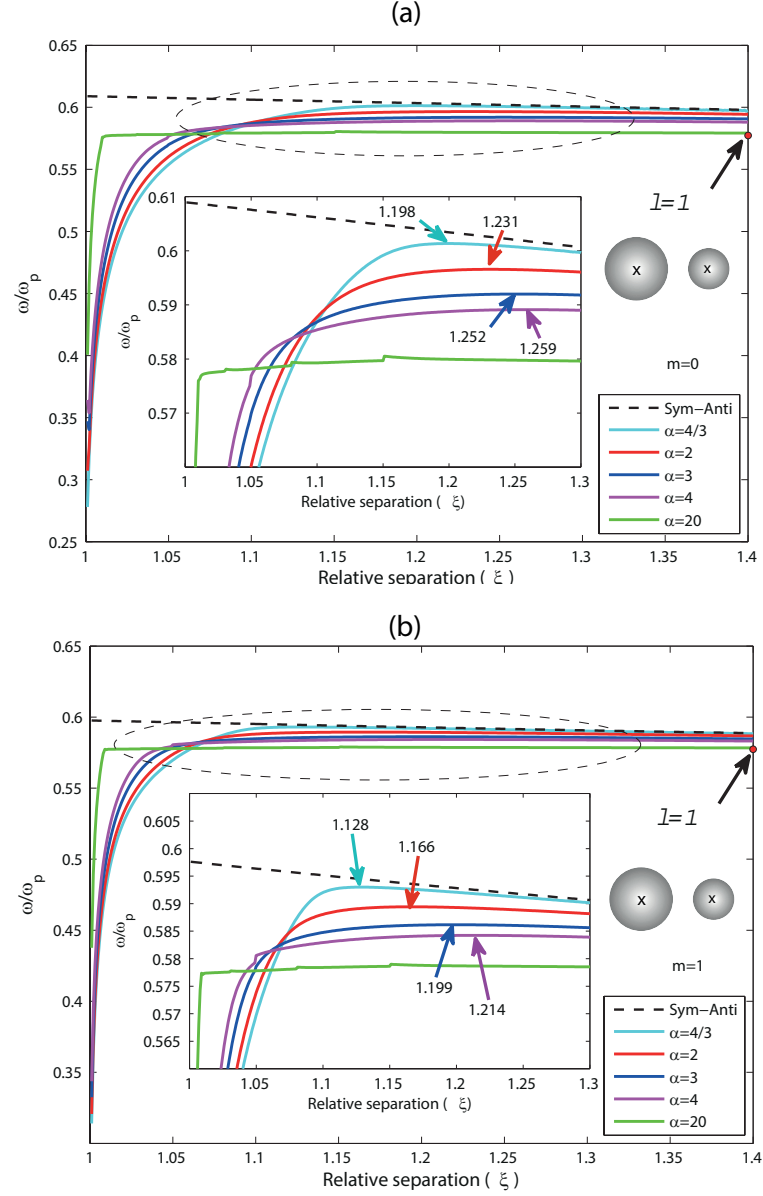 (a)
0.65
0.6
0.55
0.5
0.45
0.4
0.35
0.3
0.25
ω/ωp
1
1.05
1.1
1.15
1.2
1.25
1.3
1.35
1.4
Relative separation ( ξ )
l=1
x
x
m=0
Sym-Anti
α=4/3
α=2
α=3
α=4
α=20
0.61
0.6
0.59
0.58
0.57
ω/ωp
1.198
1.231
1.252
1.259
1
1.05
1.1
1.15
1.2
1.25
1.3
Relative separation ( ξ)
(b)
0.65
0.6
0.55
0.5
0.45
0.4
0.35
ω/ωp
1
1.05
1.1
1.15
1.2
1.25
1.3
1.35
1.4
Relative separation ( ξ )
l=1
x
x
m=1
Sym-Anti
α=4/3
α=2
α=3
α=4
α=20
0.605
0.6
0.595
0.59
0.585
0.58
0.575
0.57
0.565
ω/ωp
1.128
1.166
1.199
1.214
1
1.05
1.1
1.15
1.2
1.25
1.3
Relative separation ( ξ)